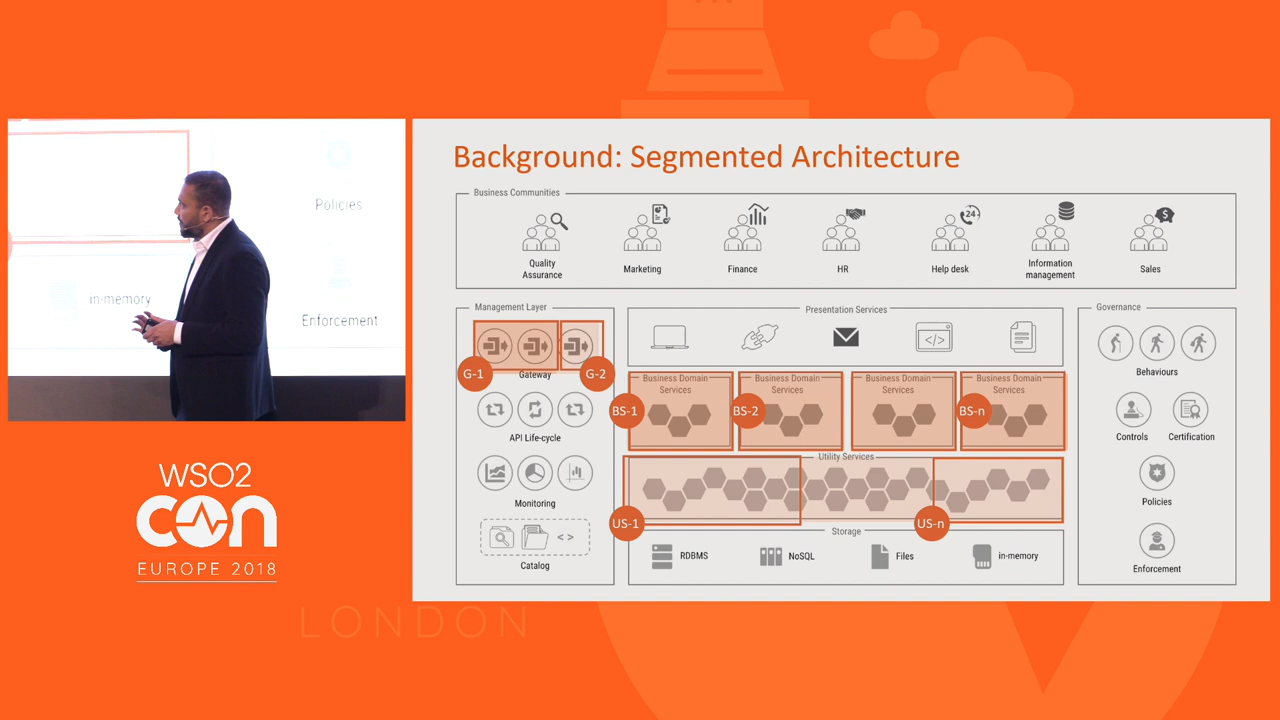 Policies
in-memory
Enforcement
WSO2
CON
EUROPE 2018
LONDON
Background: Segmented Architecture
Business Communities
Quality
Assurance
Marketing
Finance
HR
24
Help desk
Information
management
$
Sales
Management Layer
G-1
G-2
Gateway
API Life-cycle
Monitoring
< >
Catalog
Presentation Services
</>
Business Domain
Services
BS-1
Business Domain
Services
BS-2
Business Domain
Services
Business Domain
Services
BS-n
Utility Services
US-1
US-n
Storage
RDBMS
NoSQL
Files
in-memory
Governance
Behaviours
Controls
Certification
Policies
Enforcement